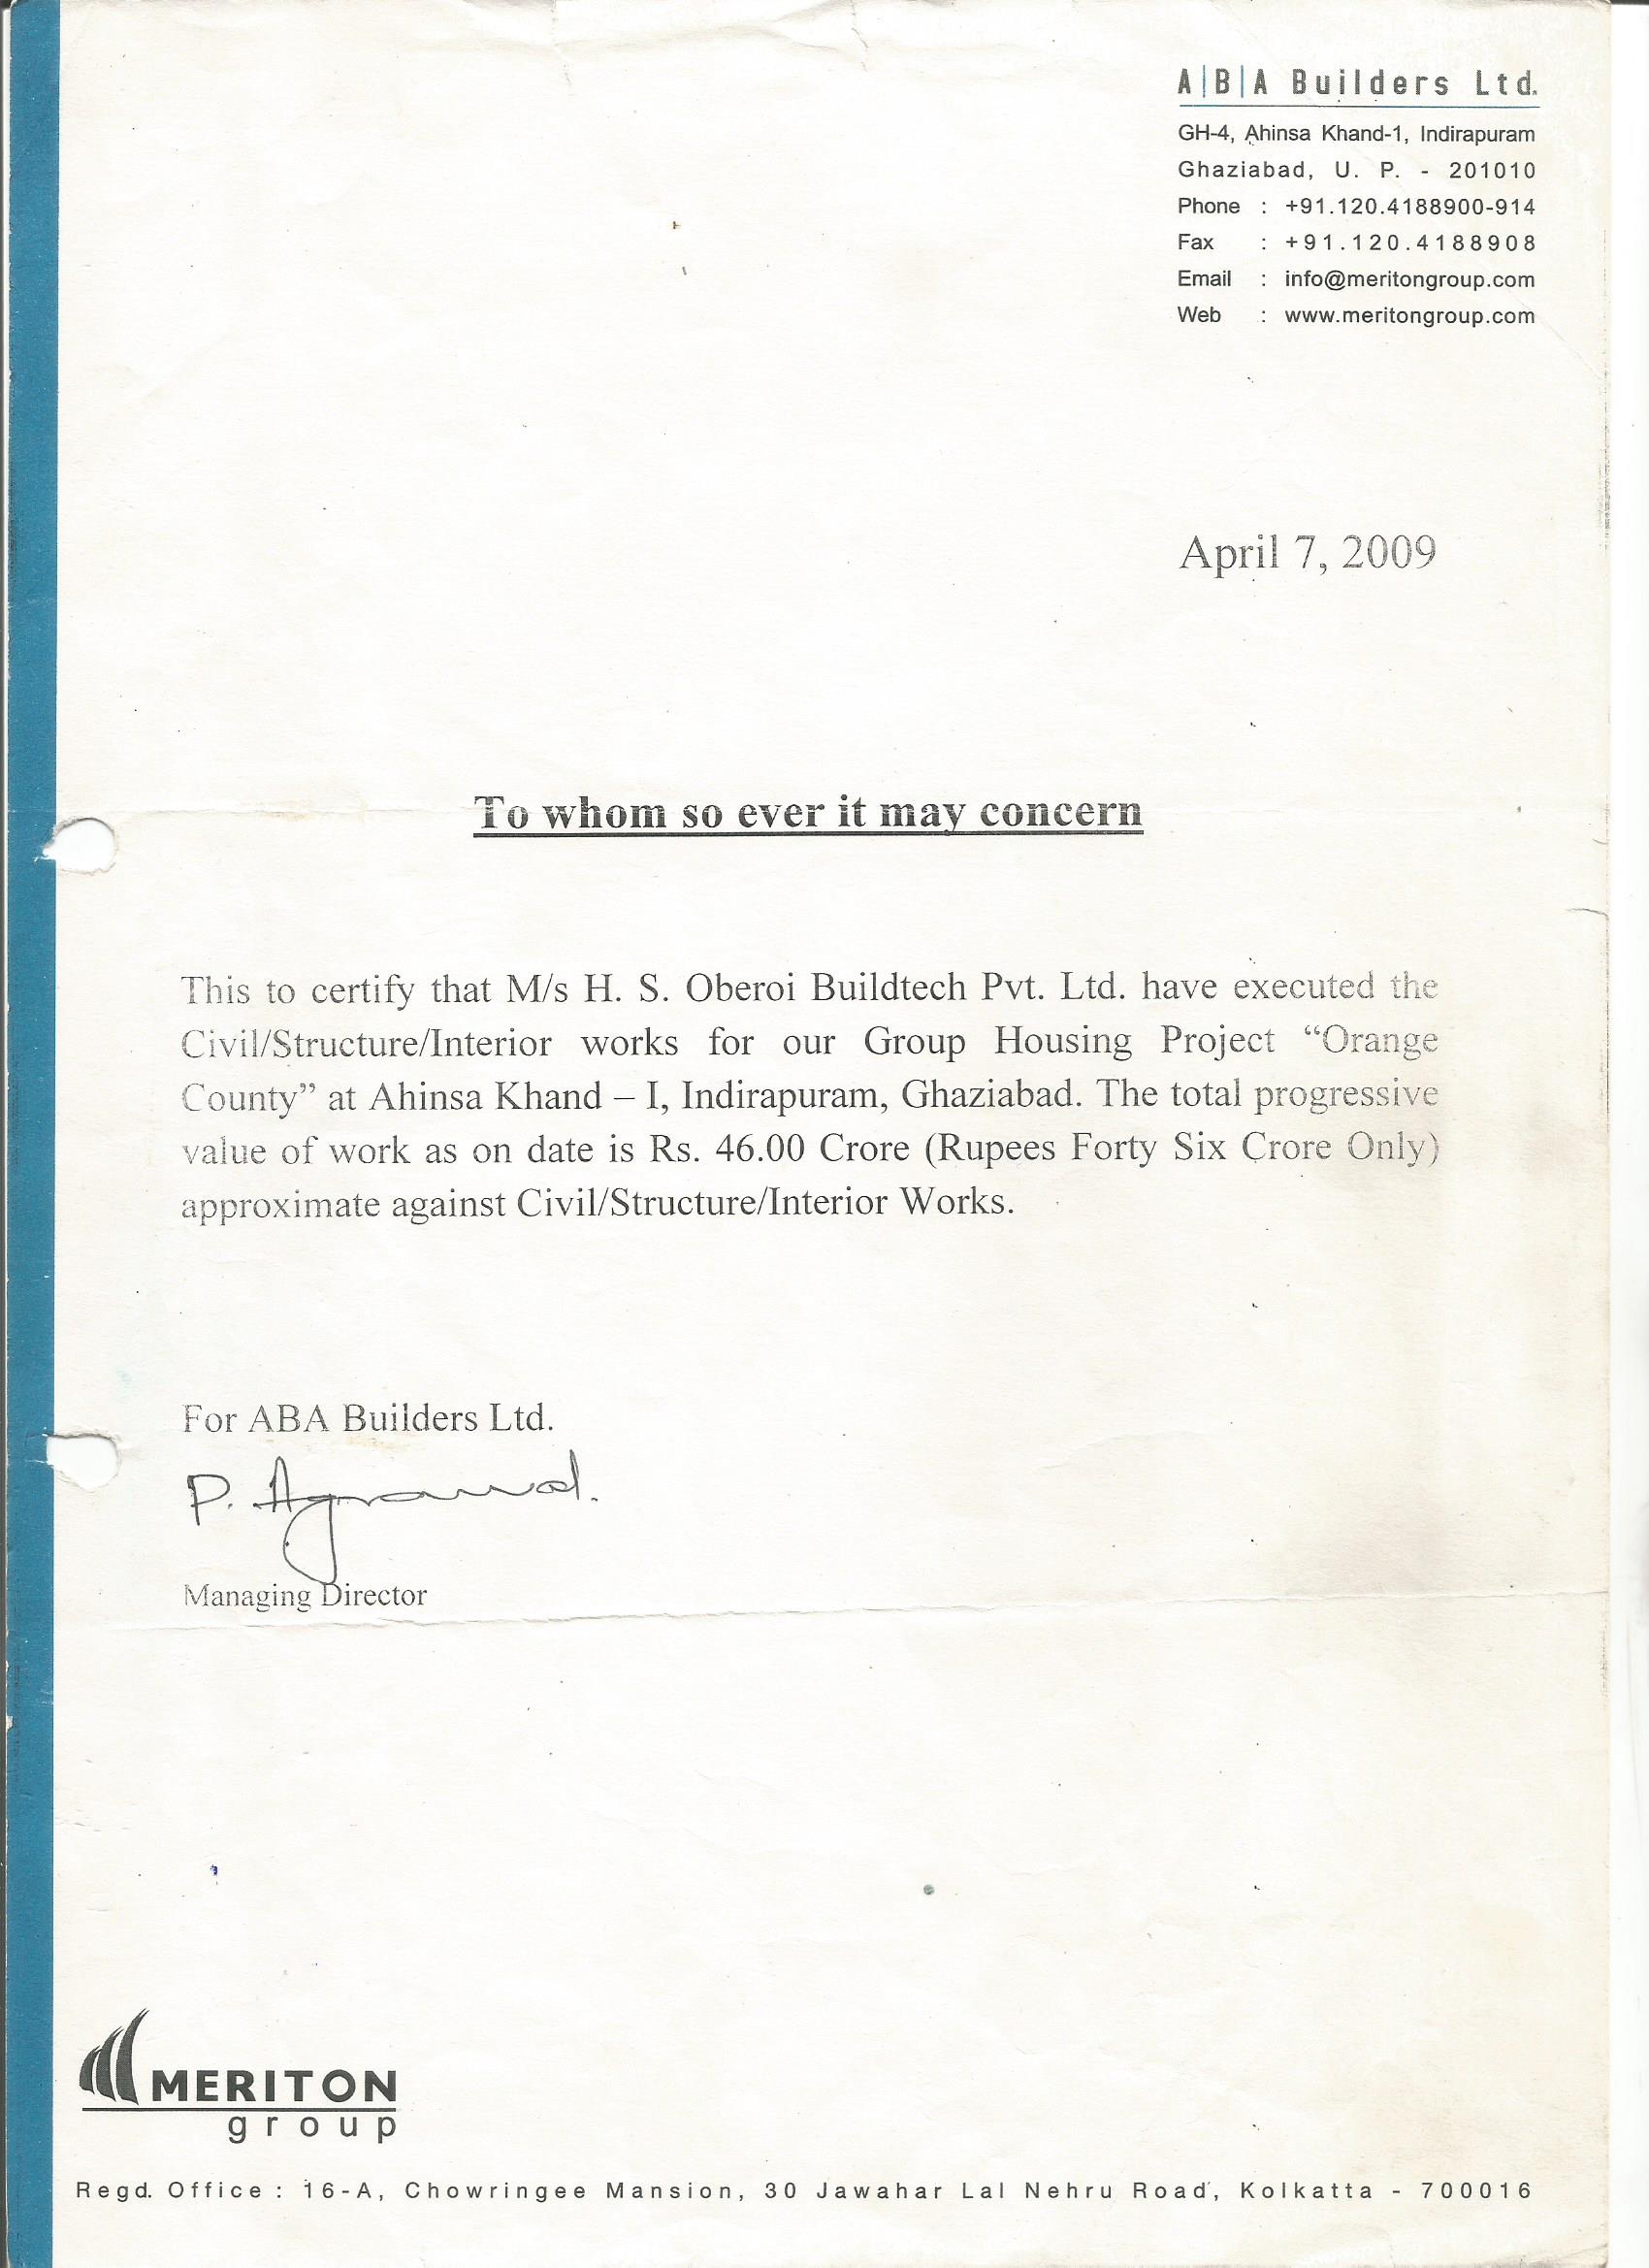 A|B|A Builders Ltd.
GH-4, Ahinsa Khand-1, Indirapuram
Ghaziabad, U. P. - 201010
Phone : +91.120.4188900-914
Fax : +91.120.4188908
Email : info@meritongroup.com
Web : www.meritongroup.com
April 7, 2009
To whom so ever it may concern
This to certify that M/s H. S. Oberoi Buildtech Pvt. Ltd. have executed the
Civil/Structure/Interior works for our Group Housing Project “Orange
County” at Ahinsa Khand – I, Indirapuram, Ghaziabad. The total progressive
value of work as on date is Rs. 46.00 Crore (Rupees Forty Six Crore Only)
approximate against Civil/Structure/Interior Works.
For ABA Builders Ltd.
P. Agrawal.
Managing Director
MERITON
group
Regd. Office : 16-A, Chowringee Mansion, 30 Jawahar Lal Nehru Road, Kolkatta - 700016